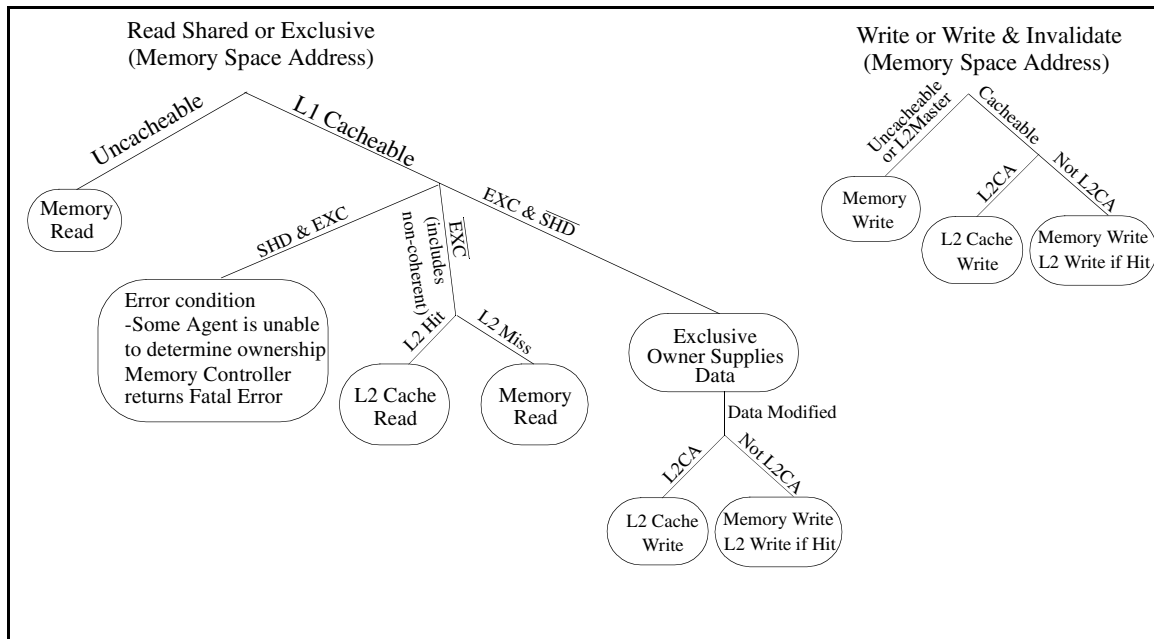 Read Shared or Exclusive
(Memory Space Address)
Uncacheable
L1 Cacheable
Memory
Read
SHD & EXC
E̅X̅C̅
(includes
non-coherent)
EXC & S̅H̅D̅
Error condition
-Some Agent is unable
to determine ownership
Memory Controller
returns Fatal Error
L2 Hit
L2 Miss
L2 Cache
Read
Memory
Read
Exclusive
Owner Supplies
Data
Data Modified
L2CA
Not L2CA
L2 Cache
Write
Memory Write
L2 Write if Hit
Write or Write & Invalidate
(Memory Space Address)
Uncacheable
or L2Master
Cacheable
Memory
Write
L2CA
Not L2CA
L2 Cache
Write
Memory Write
L2 Write if Hit